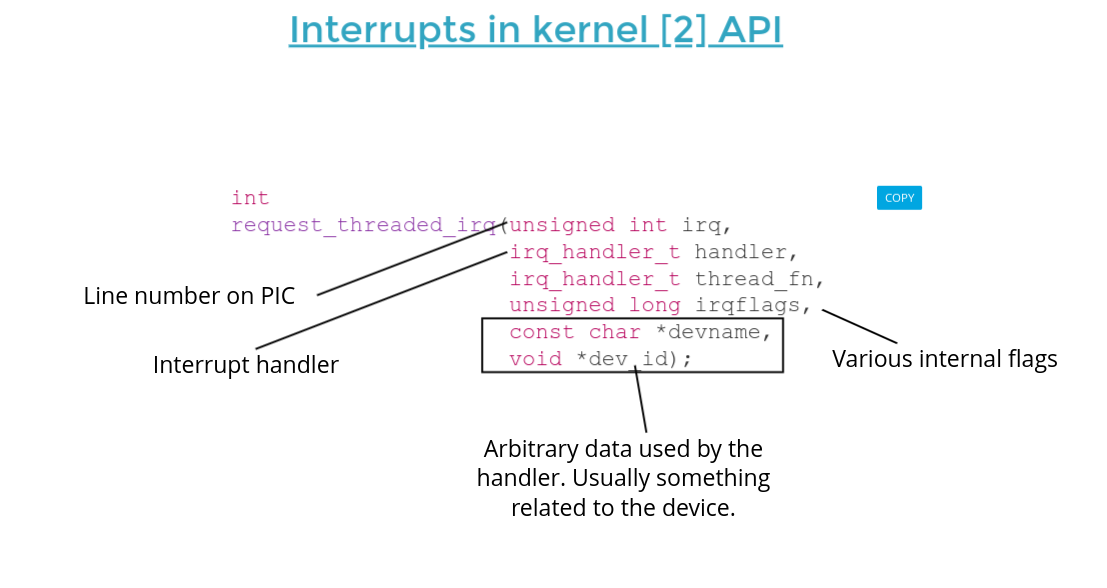 Interrupts in kernel [2] API
int
COPY
request_threaded_irq(unsigned int irq,
irq_handler_t handler,
irq_handler_t thread_fn,
Line number on PIC
unsigned long irqflags,
const char *devname,
Interrupt handler
void *dev_id);
Various internal flags
Arbitrary data used by the
handler. Usually something
related to the device.